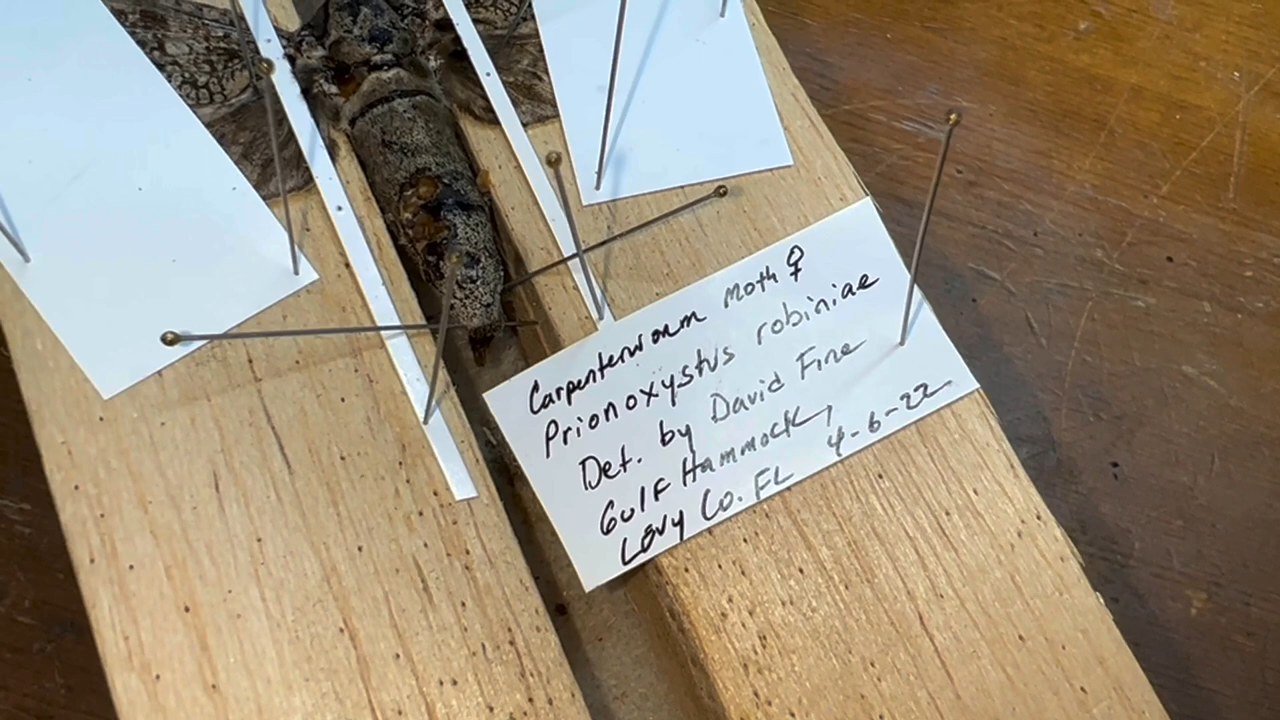 Carpenterworm Moth ♀
Prionoxystus robiniae
Det. by David Fine
Gulf Hammock,
Levy Co. FL 4-6-22